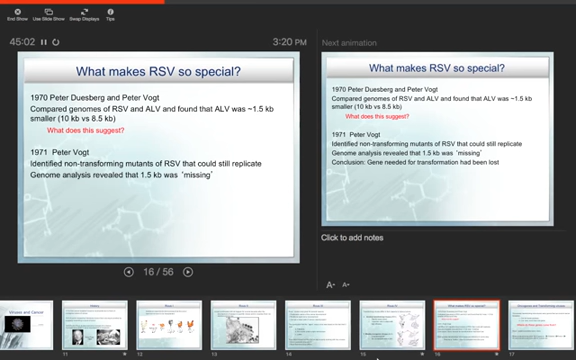 End Show
Use Slide Show
Swap Displays
Tips
45:02
3:20 PM
Next animation
What makes RSV so special?
1970 Peter Duesberg and Peter Vogt
Compared genomes of RSV and ALV and found that ALV was ~1.5 kb
smaller (10 kb vs 8.5 kb)
What does this suggest?
1971 Peter Vogt
Identified non-transforming mutants of RSV that could still replicate
Genome analysis revealed that 1.5 kb was 'missing'
16 / 56
What makes RSV so special?
1970 Peter Duesberg and Peter Vogt
Compared genomes of RSV and ALV and found that ALV was ~1.5 kb
smaller (10 kb vs 8.5 kb)
What does this suggest?
1971 Peter Vogt
Identified non-transforming mutants of RSV that could still replicate
Genome analysis revealed that 1.5 kb was 'missing'
Conclusion: Gene needed for transformation had been lost
Click to add notes
A A
Viruses and Cancer
History
What makes RSV so special?
11
12
13
14
15
16
17